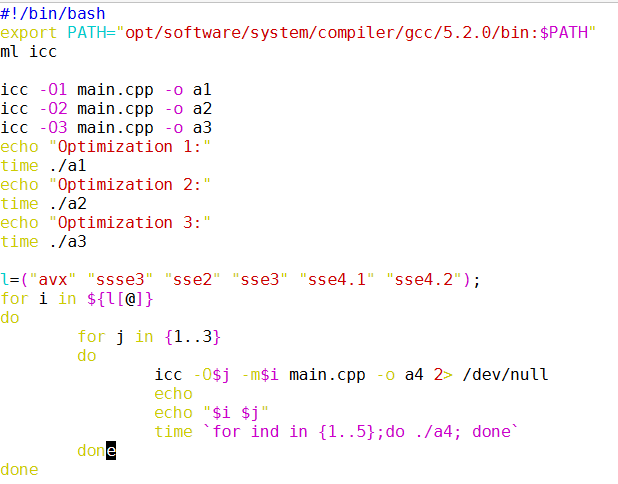 #!/bin/bash
export PATH="opt/software/system/compiler/gcc/5.2.0/bin:$PATH"
ml icc

icc -O1 main.cpp -o a1
icc -O2 main.cpp -o a2
icc -O3 main.cpp -o a3
echo "Optimization 1:"
time ./a1
echo "Optimization 2:"
time ./a2
echo "Optimization 3:"
time ./a3

l=("avx" "ssse3" "sse2" "sse3" "sse4.1" "sse4.2");
for i in ${l[@]}
do
        for j in {1..3}
        do
                icc -O$j -m$i main.cpp -o a4 2> /dev/null
                echo
                echo "$i $j"
                time `for ind in {1..5};do ./a4; done`
        done
done